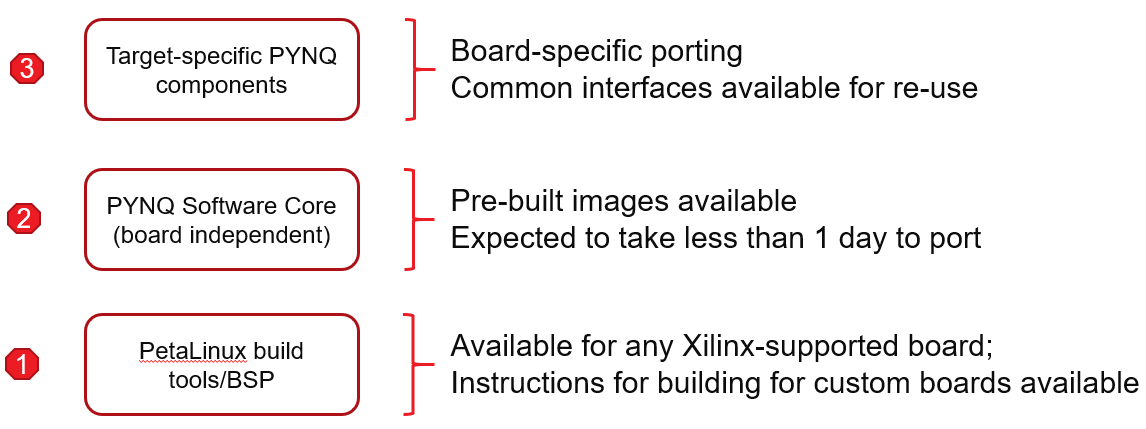 3
Target-specific PYNQ
components
Board-specific porting
Common interfaces available for re-use
2
PYNQ Software Core
(board independent)
Pre-built images available
Expected to take less than 1 day to port
1
PetaLinux build
tools/BSP
Available for any Xilinx-supported board;
Instructions for building for custom boards available